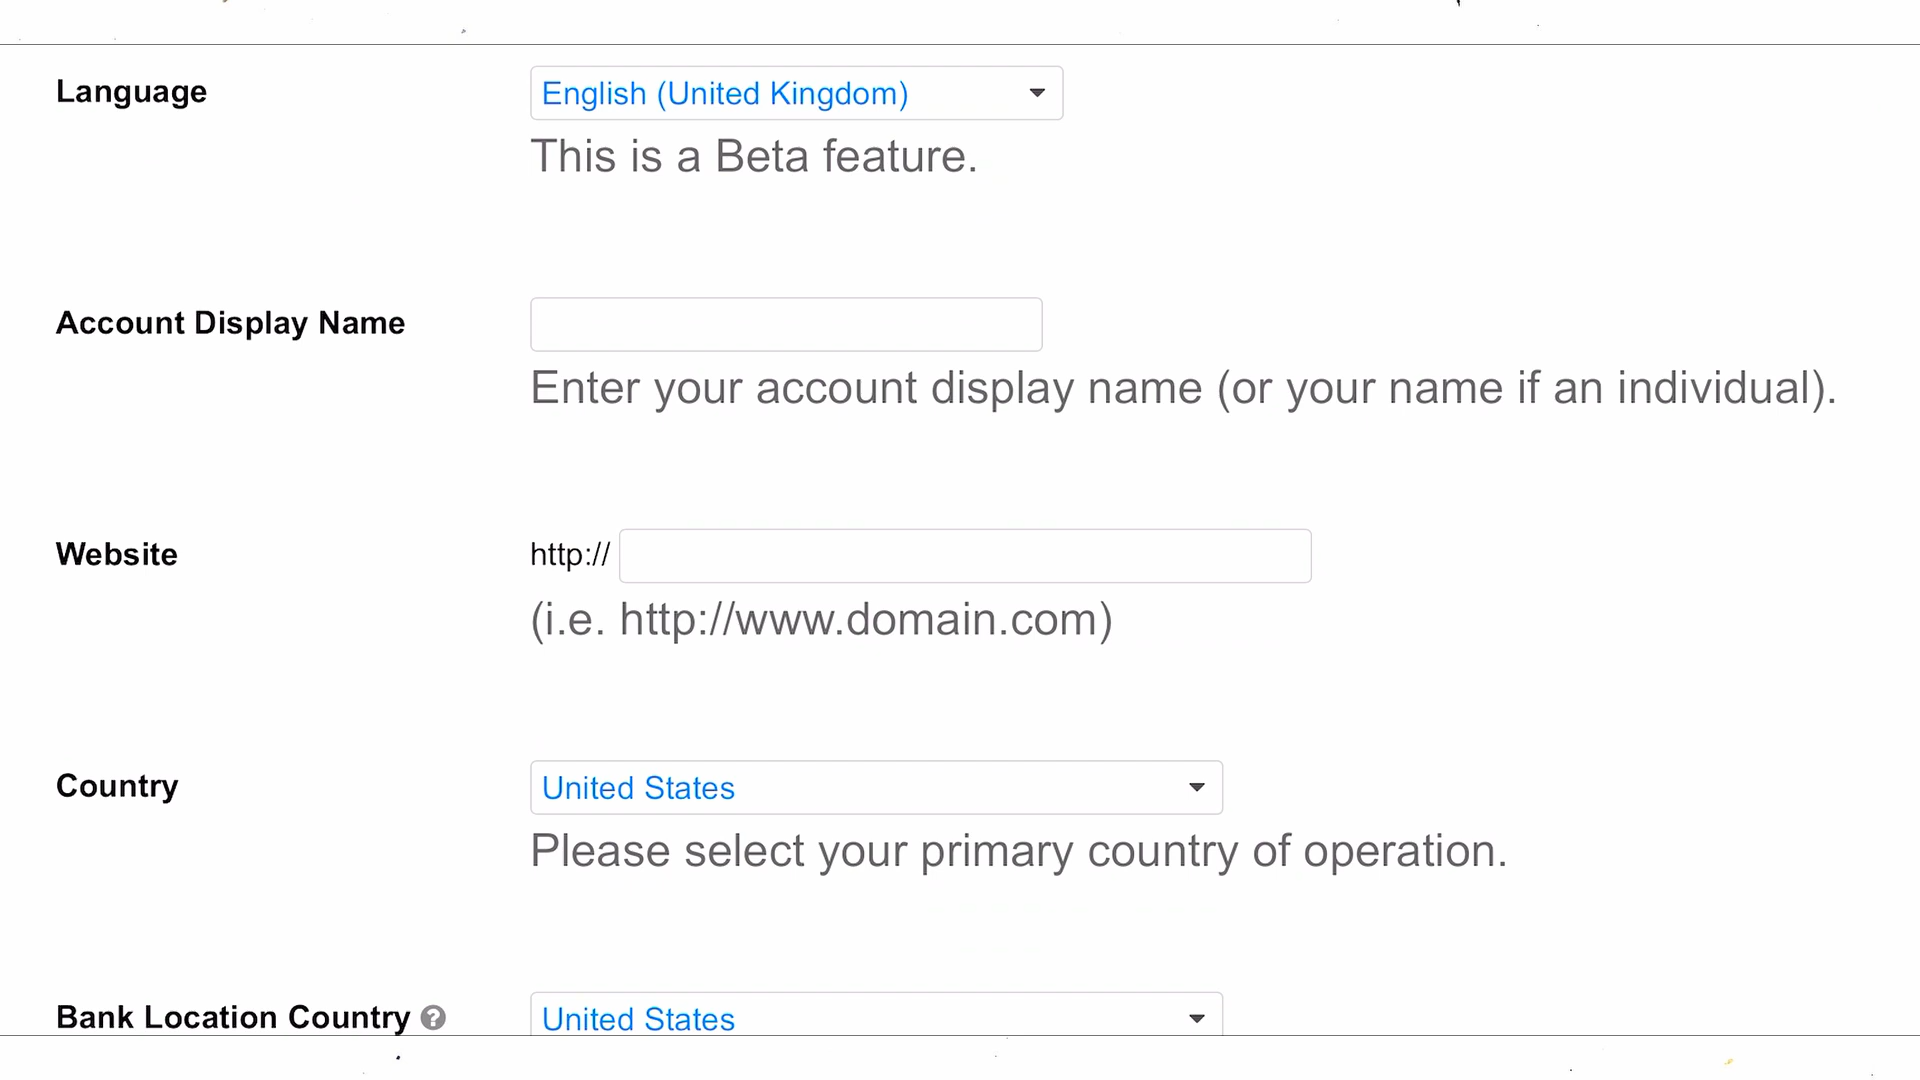 Language
English (United Kingdom)
This is a Beta feature.
Account Display Name
Enter your account display name (or your name if an individual).
Website
http://
(i.e. http://www.domain.com)
Country
United States
Please select your primary country of operation.
Bank Location Country ?
United States